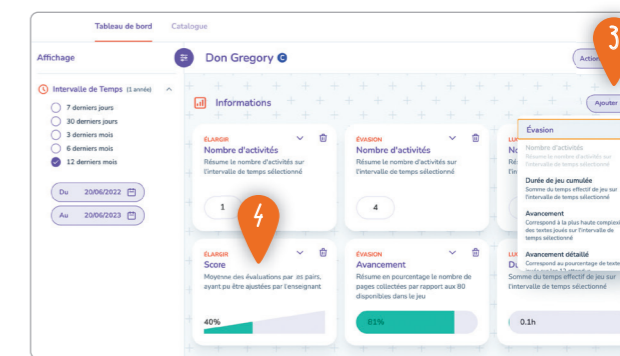 Tableau de bord
Catalogue
Affichage
Don Gregory C
Action
3
Intervalle de Temps (1 année)
7 derniers jours
30 derniers jours
3 derniers mois
6 derniers mois
12 derniers mois
Du 20/06/2022
Au 20/06/2023
Informations
Ajouter
ÉLARGIR
Nombre d'activités
Résume le nombre d'activités sur
l'intervalle de temps sélectionné
1
4
ÉVASION
Nombre d'activités
Résume le nombre d'activités sur
l'intervalle de temps sélectionné
4
Évasion
Nombre d'activités
Résume le nombre d'activités sur
l'intervalle de temps sélectionné
Durée de jeu cumulée
Somme du temps effectif de jeu sur
l'intervalle de temps sélectionné
Avancement
Correspond à la plus haute
des textes joués sur l'intervalle de
temps sélectionné
Avancement détaillé
Correspond au pourcentage de
ÉLARGIR
Score
Moyenne des évaluations par ses pairs,
ayant pu être ajustées par l'enseignant
40%
ÉVASION
Avancement
Résume en pourcentage le nombre de
pages collectées par rapport aux 80
disponibles dans le jeu
81%
Somme du temps effectif de jeu sur
l'intervalle de temps sélectionné
0.1h